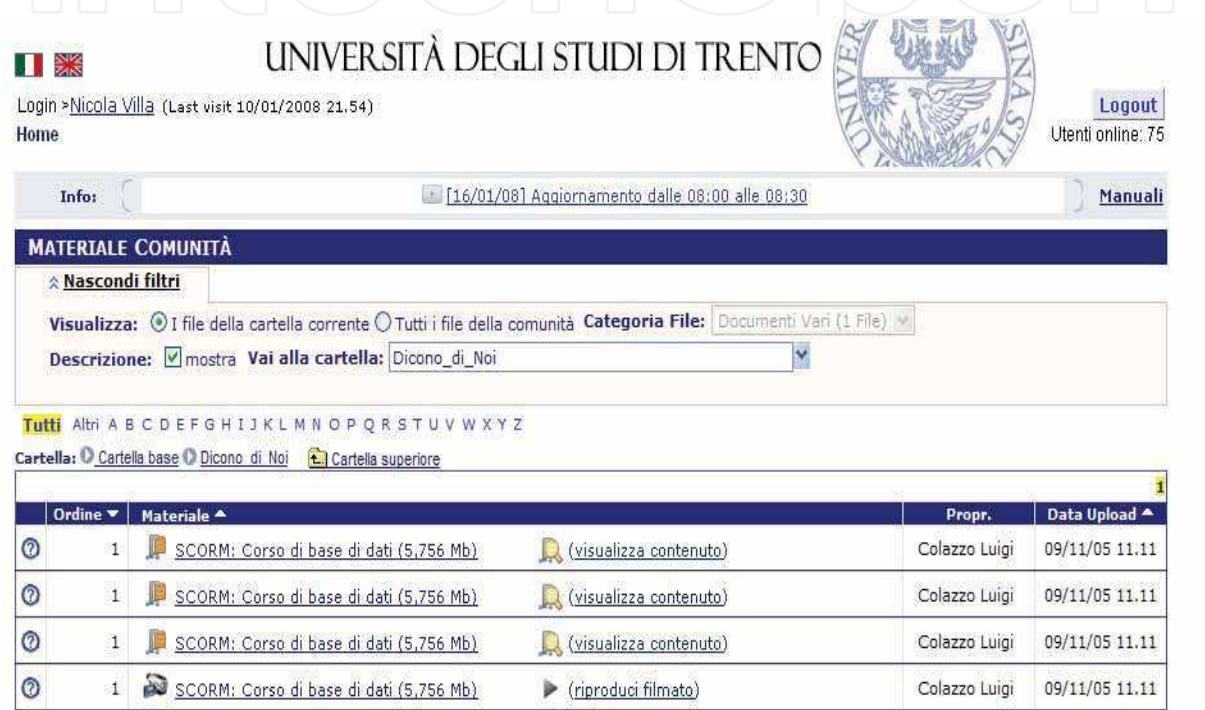 UNIVERSITÀ DEGLI STUDI DI TRENTO
Login >Nicola Villa (Last visit 10/01/2008 21.54)
Logout
Home
Utenti online: 75
Info:
[16/01/08] Aggiornamento dalle 08:00 alle 08:30
Manuali
MATERIALE COMUNITÀ
Nascondi filtri
Visualizza: I file della cartella corrente Tutti i file della comunità Categoria File: Documenti Vari (1 File)
Descrizione: mostra Vai alla cartella: Dicono_di_Noi
Tutti Altri A B C D E F G H I J K L M N O P Q R S T U V W X Y Z
Cartella: Cartella base Dicono_di_Noi Cartella superiore
1
Ordine Materiale Propr. Data Upload
1 SCORM: Corso di base di dati (5,756 Mb) (visualizza contenuto) Colazzo Luigi 09/11/05 11.11
1 SCORM: Corso di base di dati (5,756 Mb) (visualizza contenuto) Colazzo Luigi 09/11/05 11.11
1 SCORM: Corso di base di dati (5,756 Mb) (visualizza contenuto) Colazzo Luigi 09/11/05 11.11
1 SCORM: Corso di base di dati (5,756 Mb) (riproduci filmato) Colazzo Luigi 09/11/05 11.11